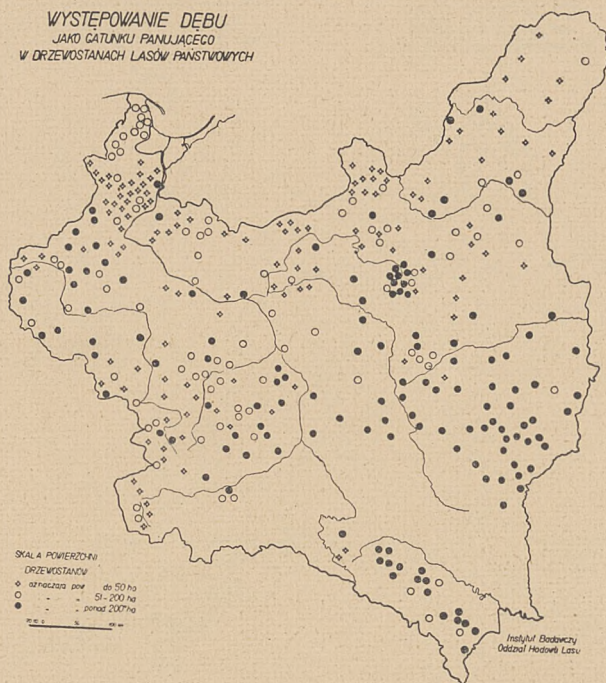 WYSTĘPOWANIE DĘBU
JAKO GATUNKU PANUJĄCEGO
W DRZEWOSTANACH LASÓW PAŃSTWOWYCH
SKALA POWIERZCHNI
DRZEWOSTANÓW
oznaczają pow do 50 ha
- - 51-200 ha
- - ponad 200 ha
Instytut Badawczy
Oddział Hodowli Lasu